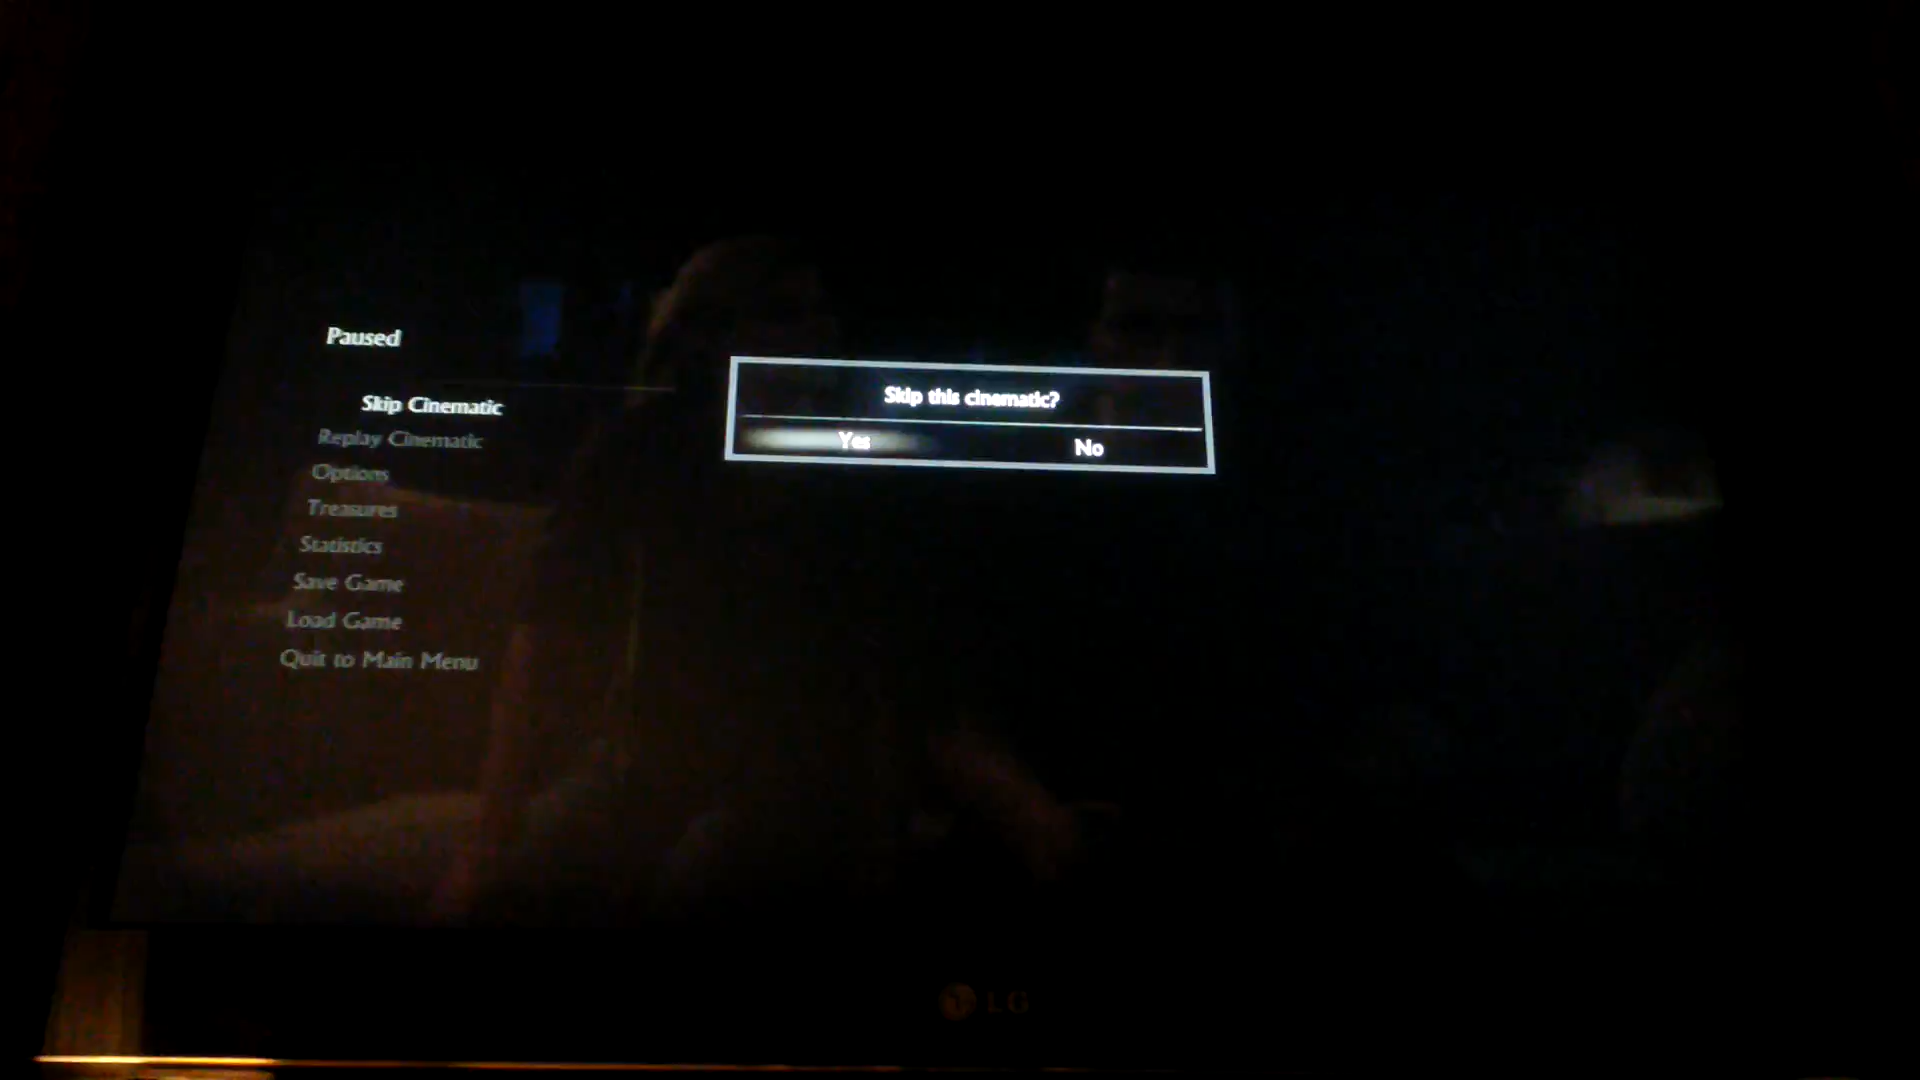 Paused
Skip Cinematic
Replay Cinematic
Options
Treasures
Statistics
Save Game
Load Game
Quit to Main Menu
Skip this cinematic?
Yes No
LG